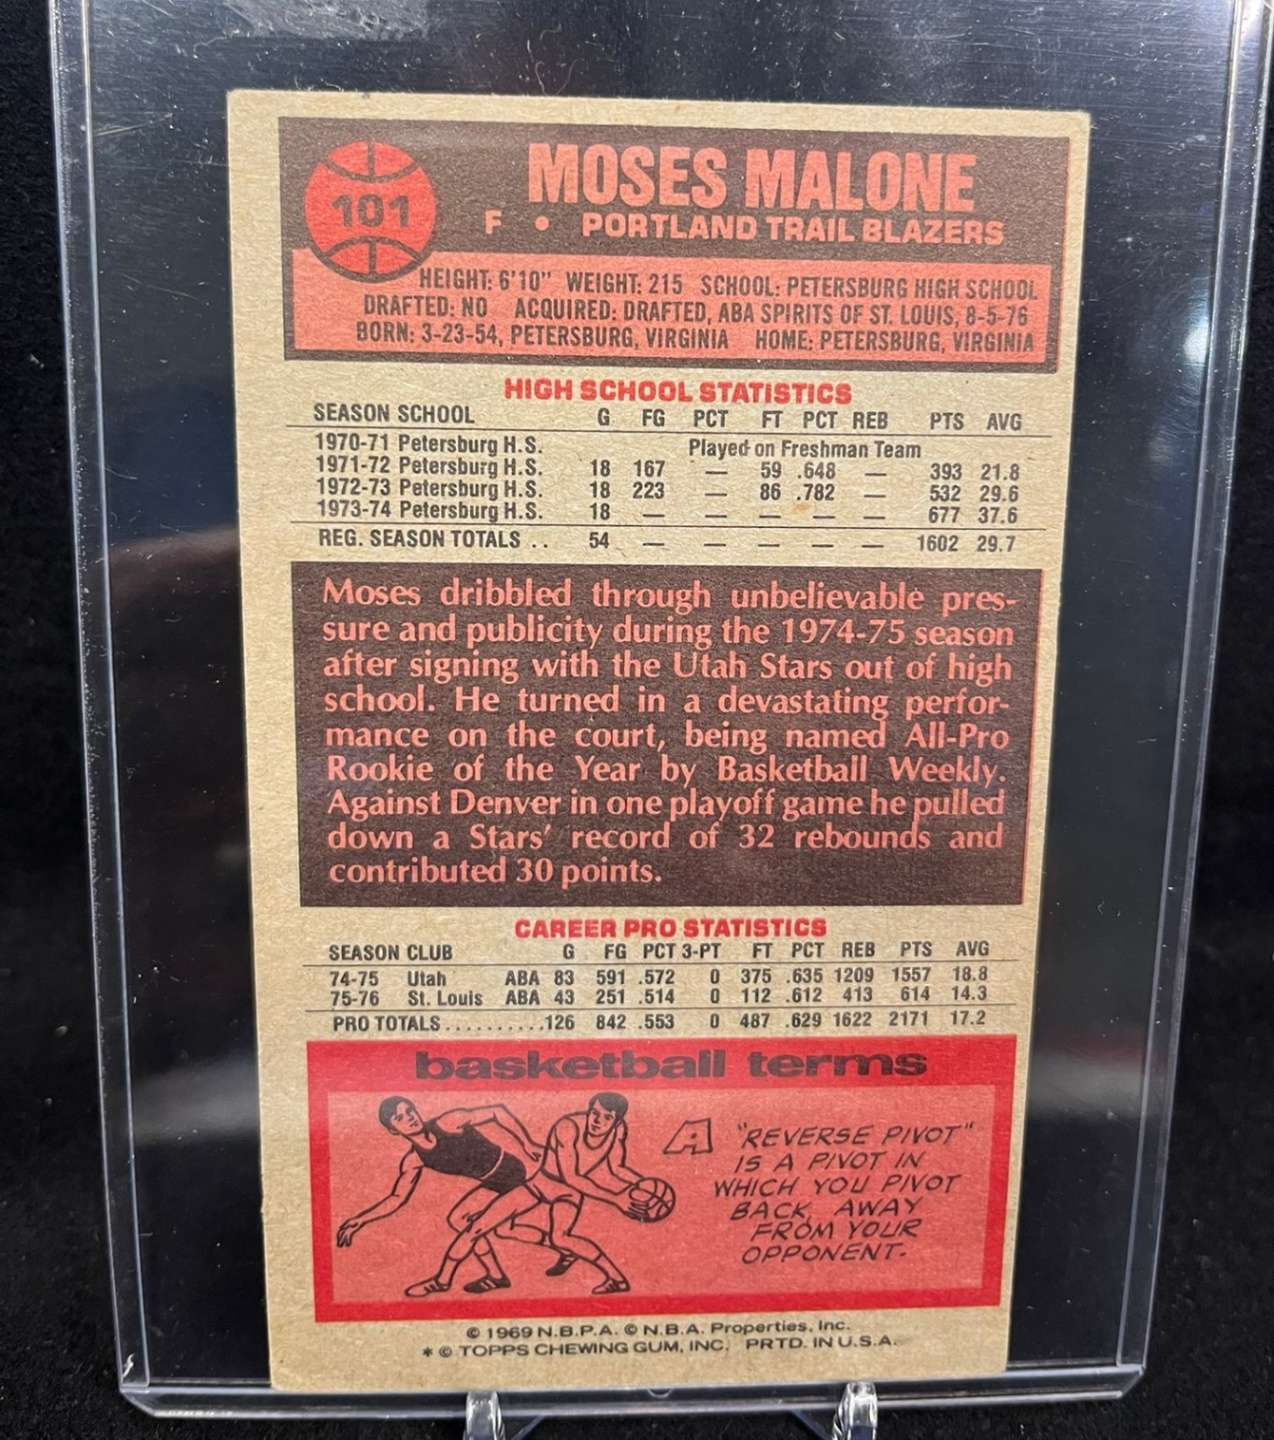 101
MOSES MALONE
F • PORTLAND TRAIL BLAZERS
HEIGHT: 6'10" WEIGHT: 215 SCHOOL: PETERSBURG HIGH SCHOOL
DRAFTED: NO ACQUIRED: DRAFTED, ABA SPIRITS OF ST. LOUIS, 8-5-76
BORN: 3-23-54, PETERSBURG, VIRGINIA HOME: PETERSBURG, VIRGINIA
HIGH SCHOOL STATISTICS
SEASON SCHOOL G FG PCT FT PCT REB PTS AVG
1970-71 Petersburg H.S. Played on Freshman Team
1971-72 Petersburg H.S. 18 167 — 59 .648 — 393 21.8
1972-73 Petersburg H.S. 18 223 — 86 .782 — 532 29.6
1973-74 Petersburg H.S. 18 — — — — — 677 37.6
REG. SEASON TOTALS .. 54 — — — — — 1602 29.7
Moses dribbled through unbelievable pres-
sure and publicity during the 1974-75 season
after signing with the Utah Stars out of high
school. He turned in a devastating perfor-
mance on the court, being named All-Pro
Rookie of the Year by Basketball Weekly.
Against Denver in one playoff game he pulled
down a Stars' record of 32 rebounds and
contributed 30 points.
CAREER PRO STATISTICS
SEASON CLUB G FG PCT 3-PT FT PCT REB PTS AVG
74-75 Utah ABA 83 591 .572 0 375 .635 1209 1557 18.8
75-76 St. Louis ABA 43 251 .514 0 112 .612 413 614 14.3
PRO TOTALS..........126 842 .553 0 487 .629 1622 2171 17.2
basketball terms
A "REVERSE PIVOT"
IS A PIVOT IN
WHICH YOU PIVOT
BACK, AWAY
FROM YOUR
OPPONENT.
© 1969 N.B.P.A. © N.B.A. Properties, Inc.
* © TOPPS CHEWING GUM, INC. PRTD. IN U.S.A.